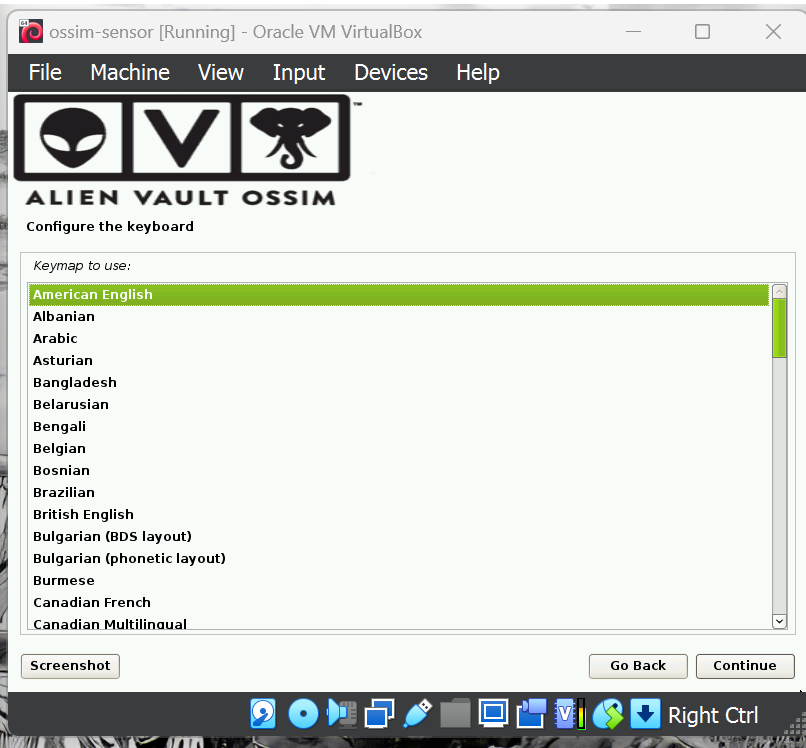 64
ossim-sensor [Running] - Oracle VM VirtualBox
File Machine View Input Devices Help
V ™
ALIEN VAULT OSSIM
Configure the keyboard
Keymap to use:
American English
Albanian
Arabic
Asturian
Bangladesh
Belarusian
Bengali
Belgian
Bosnian
Brazilian
British English
Bulgarian (BDS layout)
Bulgarian (phonetic layout)
Burmese
Canadian French
Canadian Multilingual
Screenshot Go Back Continue
V Right Ctrl